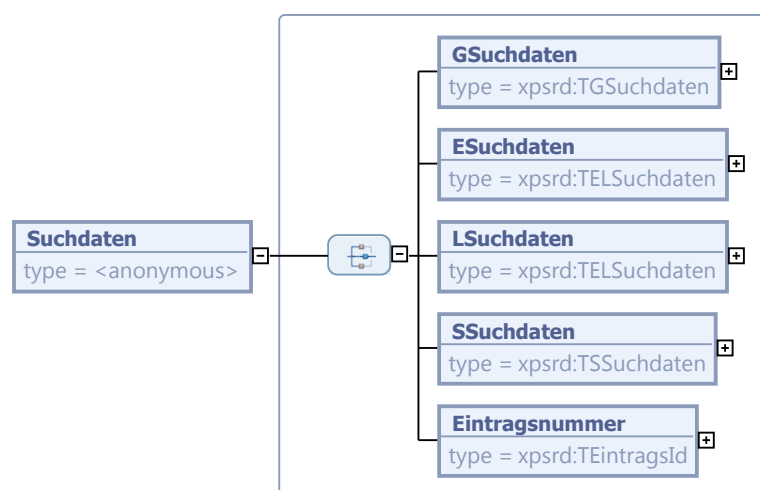 GSuchdaten
type = xpsrd:TGSuchdaten
ESuchdaten
type = xpsrd:TELSuchdaten
Suchdaten
type = <anonymous>
LSuchdaten
type = xpsrd:TELSuchdaten
SSuchdaten
type = xpsrd:TSSuchdaten
Eintragsnummer
type = xpsrd:TEintragsId